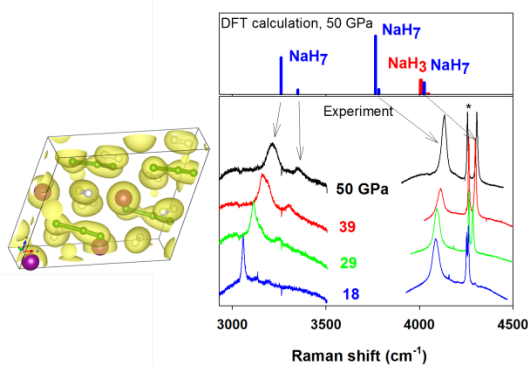 DFT calculation, 50 GPa
NaH7
NaH7
NaH3
NaH7
Experiment
*
50 GPa
39
29
18
3000
3500
4000
4500
Raman shift (cm-1)